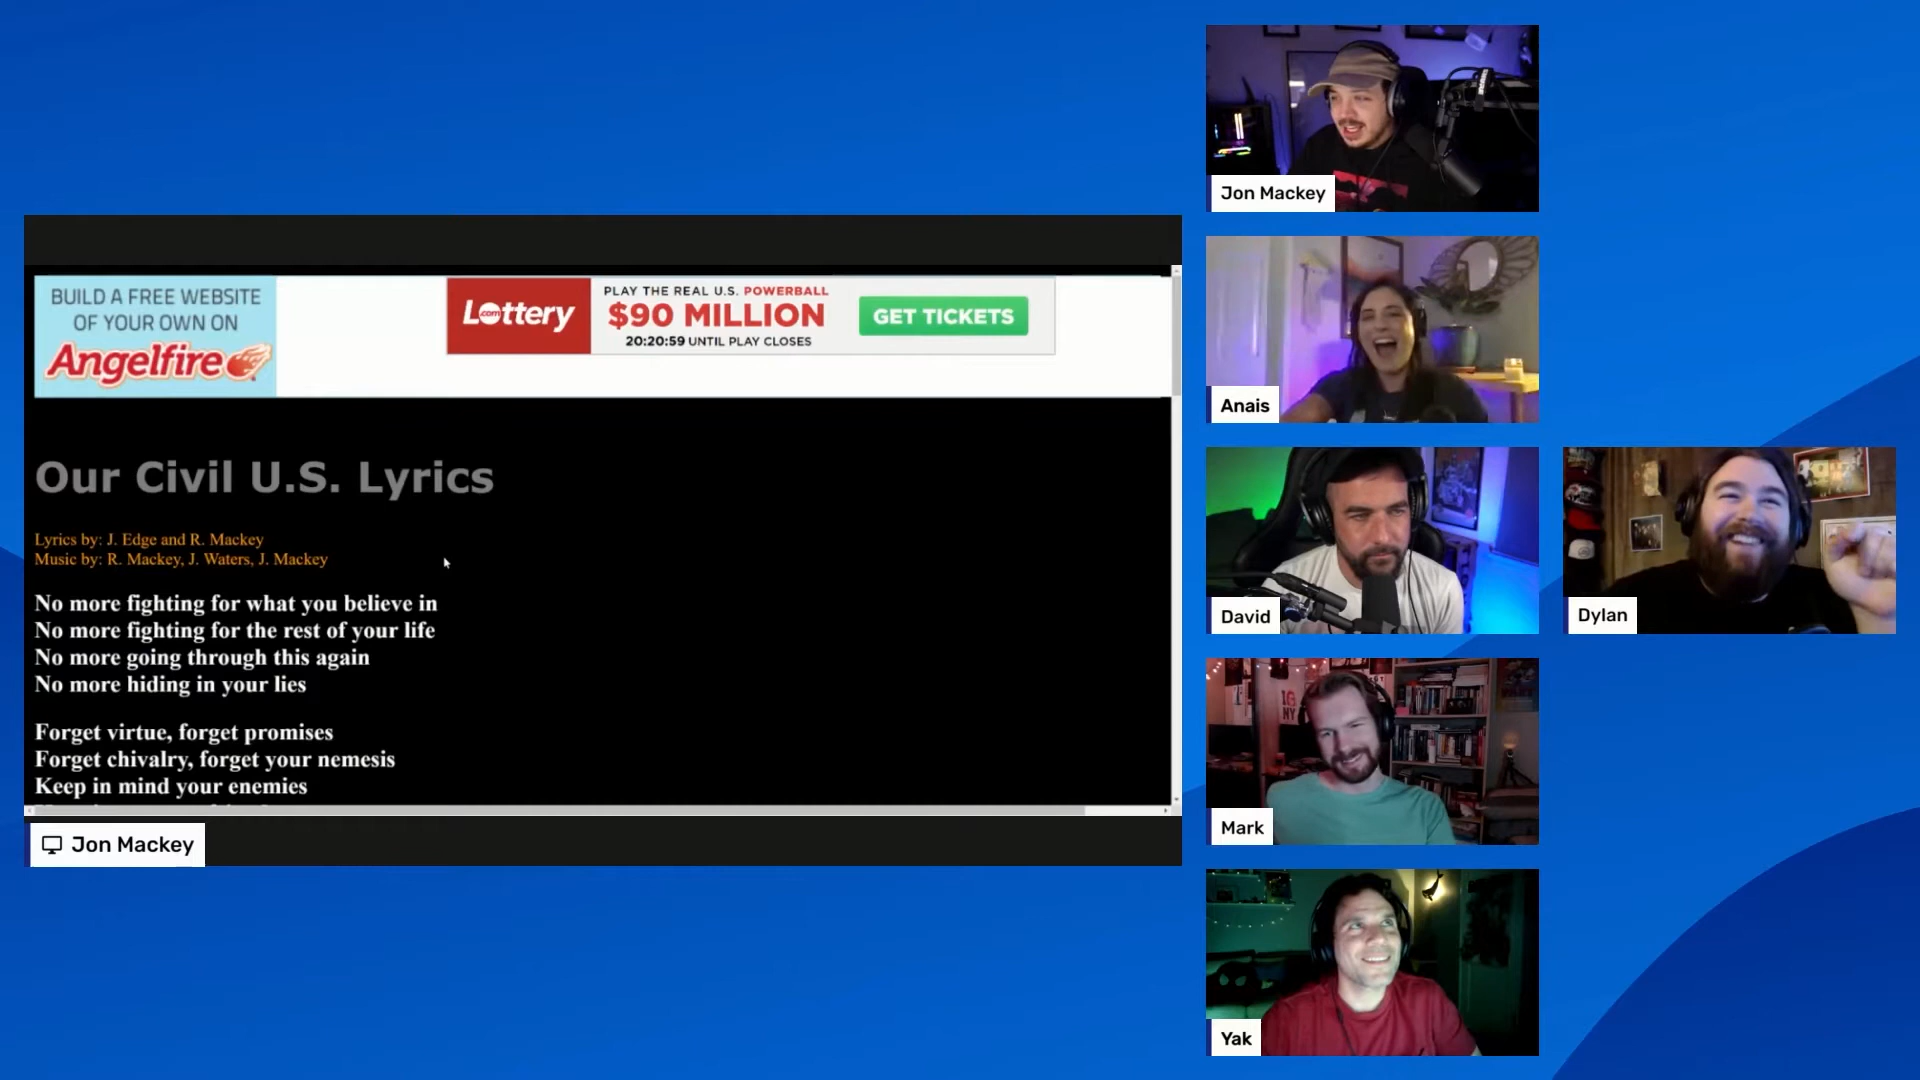 BUILD A FREE WEBSITE
OF YOUR OWN ON
Angelfire
Lottery
.com
PLAY THE REAL U.S. POWERBALL
$90 MILLION
20:20:59 UNTIL PLAY CLOSES
GET TICKETS
Our Civil U.S. Lyrics
Lyrics by: J. Edge and R. Mackey
Music by: R. Mackey, J. Waters, J. Mackey
No more fighting for what you believe in
No more fighting for the rest of your life
No more going through this again
No more hiding in your lies
Forget virtue, forget promises
Forget chivalry, forget your nemesis
Keep in mind your enemies
Jon Mackey
Jon Mackey
Anais
David
Dylan
Mark
Yak